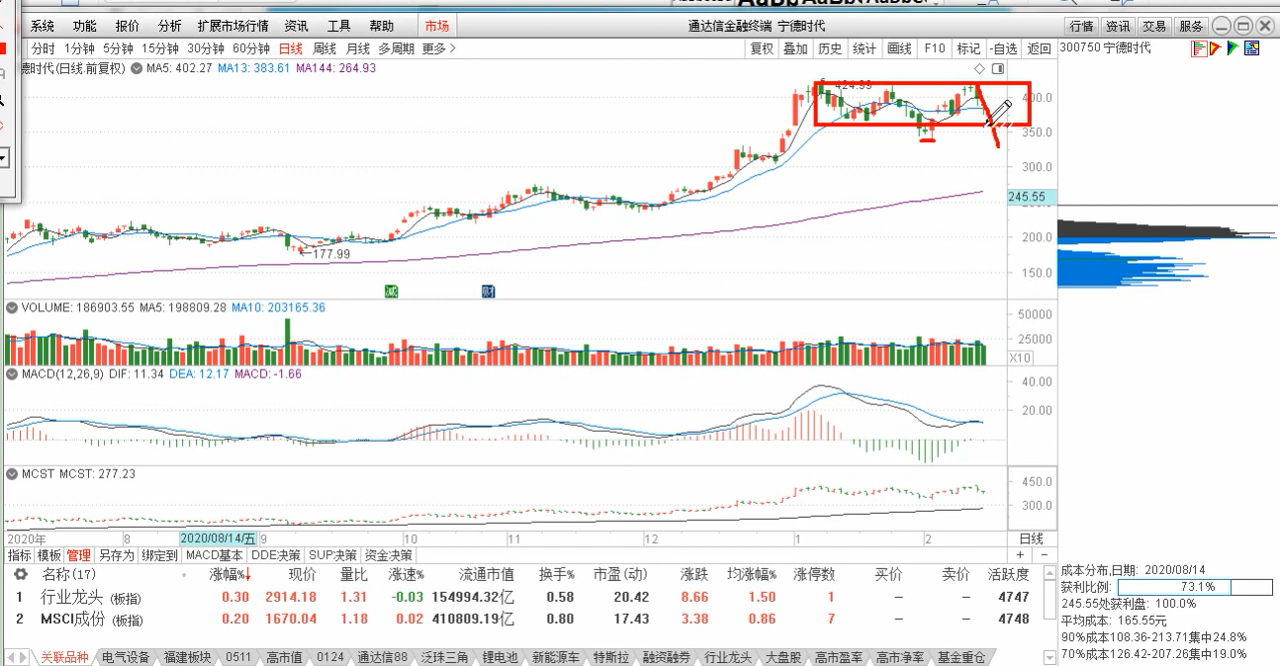 系统 功能 报价 分析 扩展市场行情 资讯 工具 帮助 市场 通达信金融终端 宁德时代 行情 资讯 交易 服务
分时 1分钟 5分钟 15分钟 30分钟 60分钟 日线 周线 月线 多周期 更多> 复权 叠加 历史 统计 画线 F10 标记 -自选 返回 300750 宁德时代
德时代(日线.前复权) MA5: 402.27 MA13: 383.61 MA144: 264.93
424.99
400.0
350.0
300.0
245.55
200.0
150.0
←177.99
减 财
VOLUME: 186903.55 MA5: 198809.28 MA10: 203165.36
50000
25000
X10
MACD(12,26,9) DIF: 11.34 DEA: 12.17 MACD: -1.66
40.00
20.00
MCST MCST: 277.23
450.0
300.0
2020年 8 2020/08/14/五 9 10 11 12 1 2 日线
指标 模板 管理 另存为 绑定到 MACD基本 DDE决策 SUP决策 资金决策 + -
名称(17) 涨幅%↓ 现价 量比 涨速% 流通市值 换手% 市盈(动) 涨跌 均涨幅% 涨停数 买价 卖价 活跃度
1 行业龙头 (板指) 0.30 2914.18 1.31 -0.03 154994.32亿 0.58 20.42 8.66 1.50 1 — — 4747
2 MSCI成份 (板指) 0.20 1670.04 1.18 0.02 410809.19亿 0.80 17.43 3.38 0.86 7 — — 4748
成本分布,日期: 2020/08/14
获利比例: 73.1%
245.55处获利盘: 100.0%
平均成本: 165.55元
90%成本108.36-213.71集中24.8%
70%成本126.42-207.26集中19.0%
关联品种 电气设备 福建板块 0511 高市值 0124 通达信88 泛珠三角 锂电池 新能源车 特斯拉 融资融券 行业龙头 大盘股 高市盈率 高市净率 基金重仓